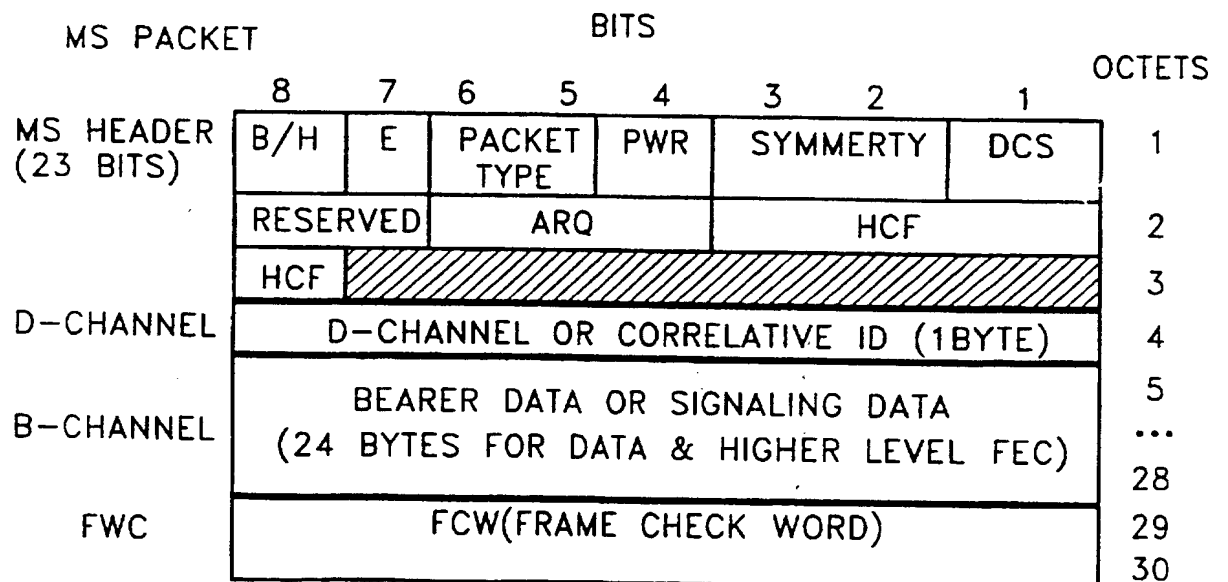 MS PACKET
BITS
OCTETS
8 7 6 5 4 3 2 1
MS HEADER
(23 BITS)
B/H E PACKET TYPE PWR SYMMERTY DCS 1
RESERVED ARQ HCF 2
HCF 3
D-CHANNEL D-CHANNEL OR CORRELATIVE ID (1BYTE) 4
B-CHANNEL
BEARER DATA OR SIGNALING DATA 5
(24 BYTES FOR DATA & HIGHER LEVEL FEC) ...
28
FWC FCW(FRAME CHECK WORD) 29
30